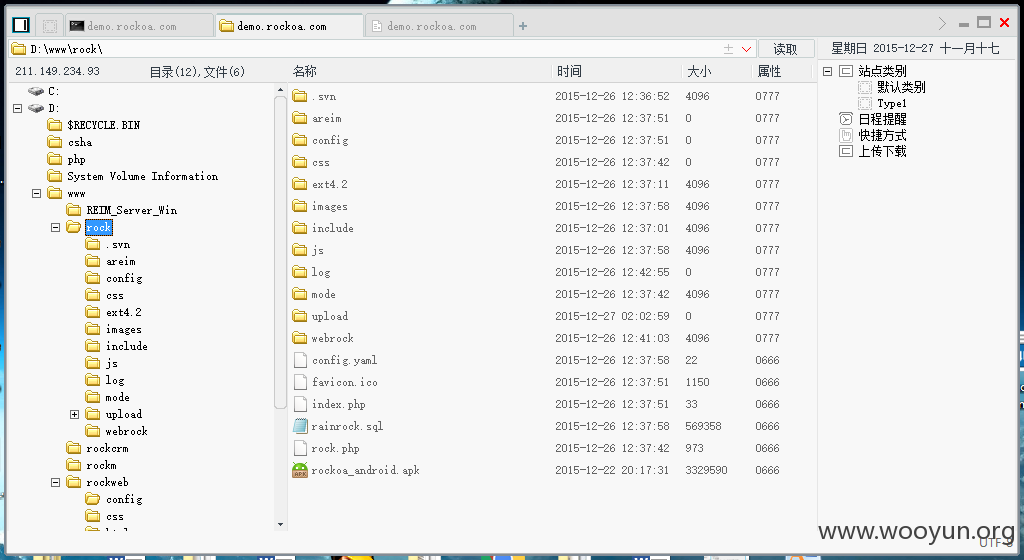 demo.rockoa.com demo.rockoa.com demo.rockoa.com
D:\www\rock\ 读取 星期日 2015-12-27 十一月十七
211.149.234.93 目录(12),文件(6)
C:
D:
$RECYCLE.BIN
csha
php
System Volume Information
www
REIM_Server_Win
rock
.svn
areim
config
css
ext4.2
images
include
js
log
mode
upload
webrock
rockcrm
rockm
rockweb
config
css
名称 时间 大小 属性
.svn 2015-12-26 12:36:52 4096 0777
areim 2015-12-26 12:37:51 0 0777
config 2015-12-26 12:37:51 0 0777
css 2015-12-26 12:37:42 0 0777
ext4.2 2015-12-26 12:37:11 4096 0777
images 2015-12-26 12:37:58 4096 0777
include 2015-12-26 12:37:01 4096 0777
js 2015-12-26 12:37:58 4096 0777
log 2015-12-26 12:42:55 0 0777
mode 2015-12-26 12:37:42 4096 0777
upload 2015-12-27 02:02:59 0 0777
webrock 2015-12-26 12:41:03 4096 0777
config.yaml 2015-12-26 12:37:58 22 0666
favicon.ico 2015-12-26 12:37:51 1150 0666
index.php 2015-12-26 12:37:51 33 0666
rainrock.sql 2015-12-26 12:37:58 569358 0666
rock.php 2015-12-26 12:37:42 973 0666
rockoa_android.apk 2015-12-22 20:17:31 3329590 0666
站点类别
默认类别
Type1
日程提醒
快捷方式
上传下载
www.wooyun.org
UTF-8